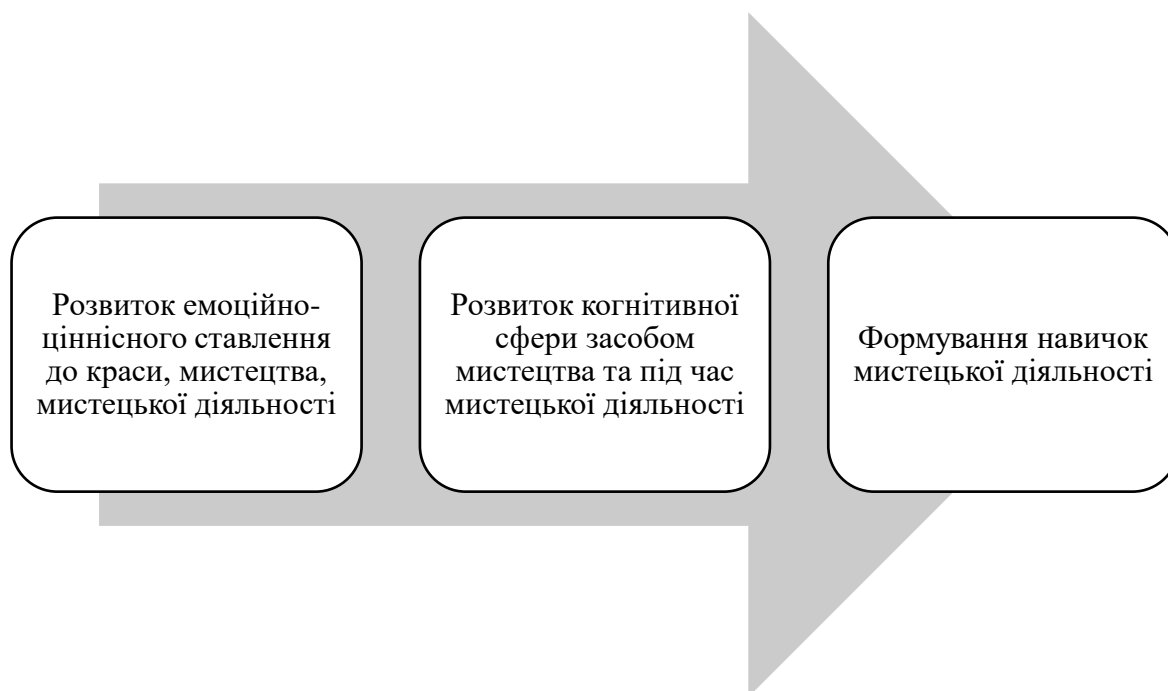 Розвиток емоційно-
ціннісного ставлення
до краси, мистецтва,
мистецької діяльності
Розвиток когнітивної
сфери засобом
мистецтва та під час
мистецької діяльності
Формування навичок
мистецької діяльності